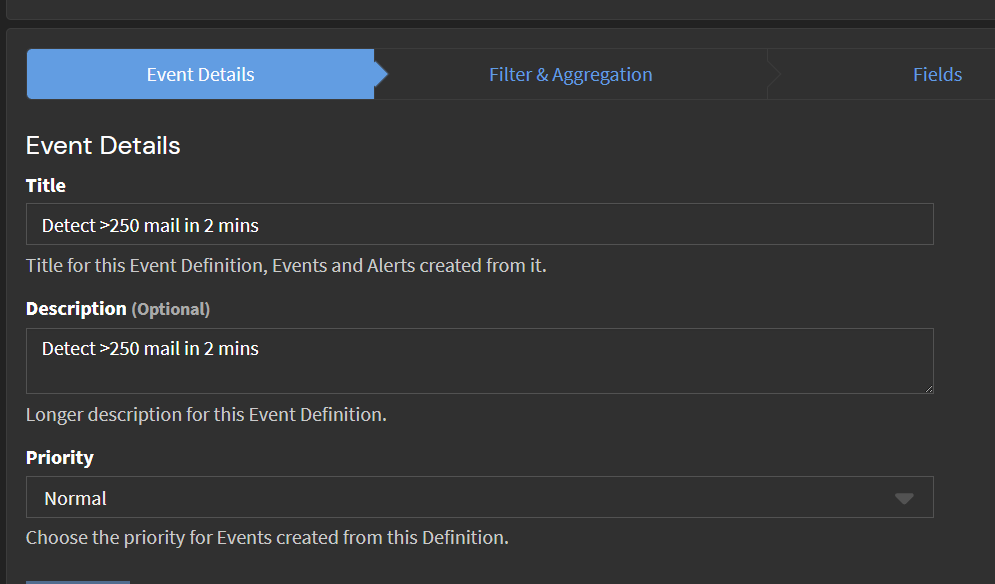 Event Details
Filter & Aggregation
Fields
Event Details
Title
Detect >250 mail in 2 mins
Title for this Event Definition, Events and Alerts created from it.
Description (Optional)
Detect >250 mail in 2 mins
Longer description for this Event Definition.
Priority
Normal
Choose the priority for Events created from this Definition.